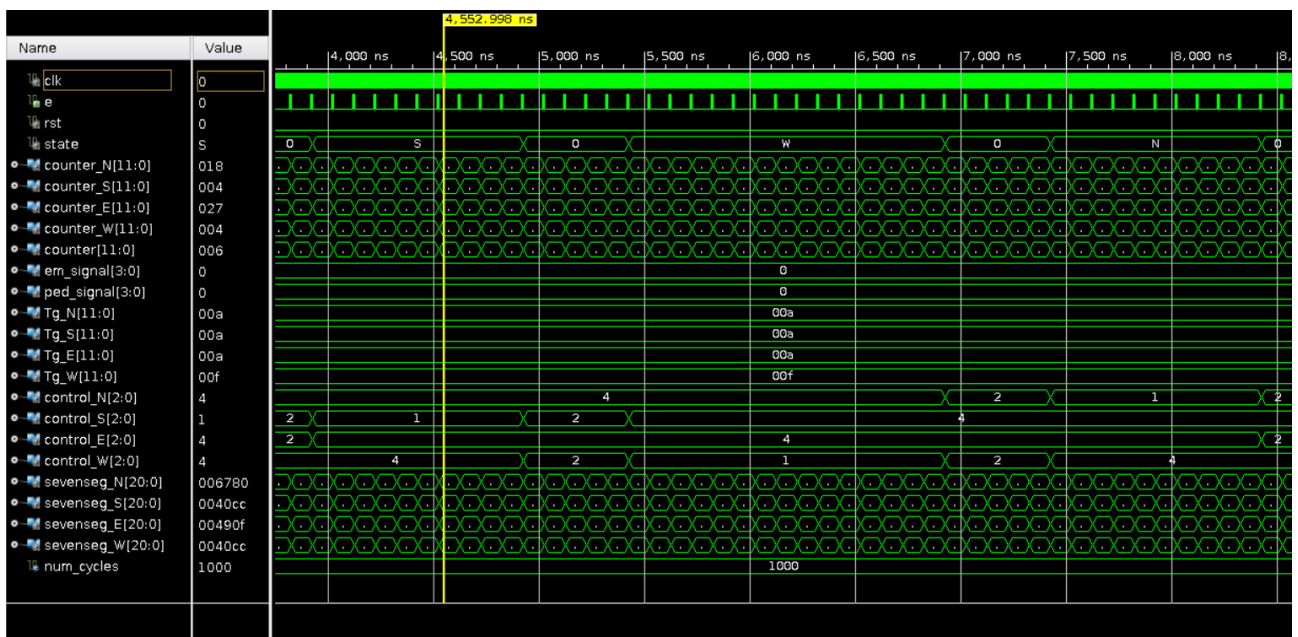 4,552.998 ns
Name Value
4,000 ns 4,500 ns 5,000 ns 5,500 ns 6,000 ns 6,500 ns 7,000 ns 7,500 ns 8,000 ns 8,
clk 0
e 0
rst 0
state S O S O W O N O
counter_N[11:0] 018
counter_S[11:0] 004
counter_E[11:0] 027
counter_W[11:0] 004
counter[11:0] 006
em_signal[3:0] 0 0
ped_signal[3:0] 0 0
Tg_N[11:0] 00a 00a
Tg_S[11:0] 00a 00a
Tg_E[11:0] 00a 00a
Tg_W[11:0] 00f 00f
control_N[2:0] 4 4 2 1 2
control_S[2:0] 1 2 1 2 4
control_E[2:0] 4 2 4 2
control_W[2:0] 4 4 2 1 2 4
sevenseg_N[20:0] 006780
sevenseg_S[20:0] 0040cc
sevenseg_E[20:0] 00490f
sevenseg_W[20:0] 0040cc
num_cycles 1000 1000